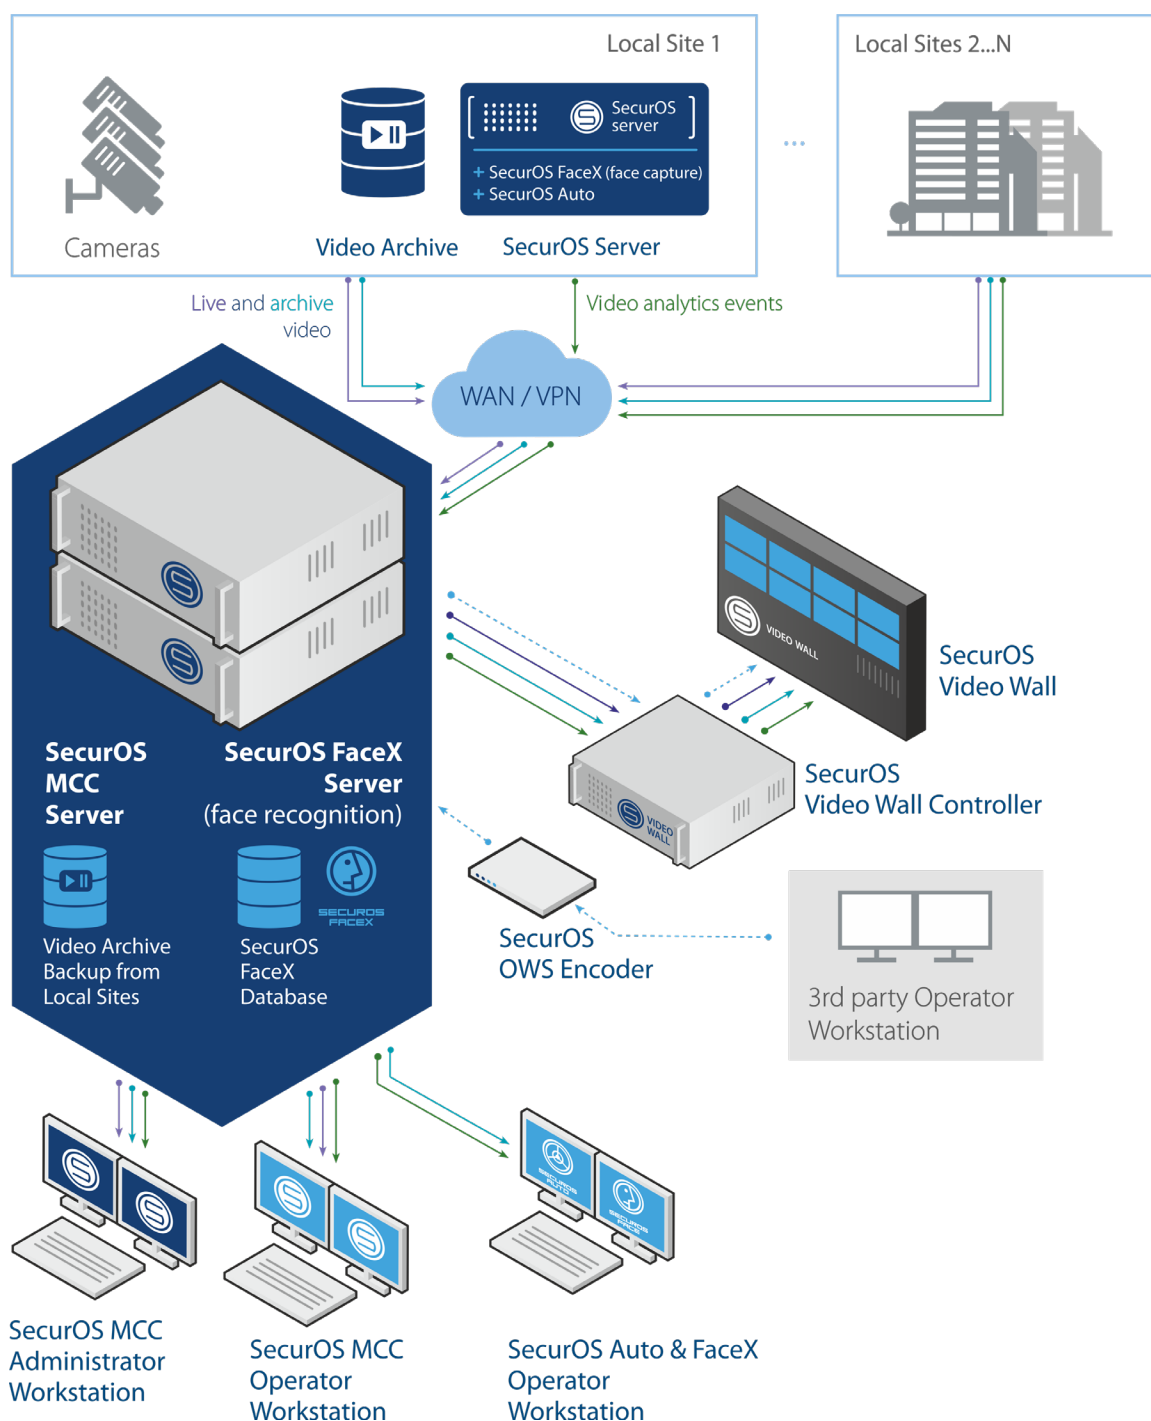 Local Site 1
Local Sites 2...N
SecurOS
server
+ SecurOS FaceX (face capture)
+ SecurOS Auto
...
Cameras
Video Archive
SecurOS Server
Live and archive
video
Video analytics events
WAN / VPN
VIDEO WALL
SecurOS
Video Wall
SecurOS
MCC
Server
SecurOS FaceX
Server
(face recognition)
VIDEO
WALL
SecurOS
Video Wall Controller
SECUROS
FACEX
Video Archive
Backup from
Local Sites
SecurOS
FaceX
Database
SecurOS
OWS Encoder
3rd party Operator
Workstation
SECUROS
AUTO
SECUROS
FACE
SecurOS MCC
Administrator
Workstation
SecurOS MCC
Operator
Workstation
SecurOS Auto & FaceX
Operator
Workstation